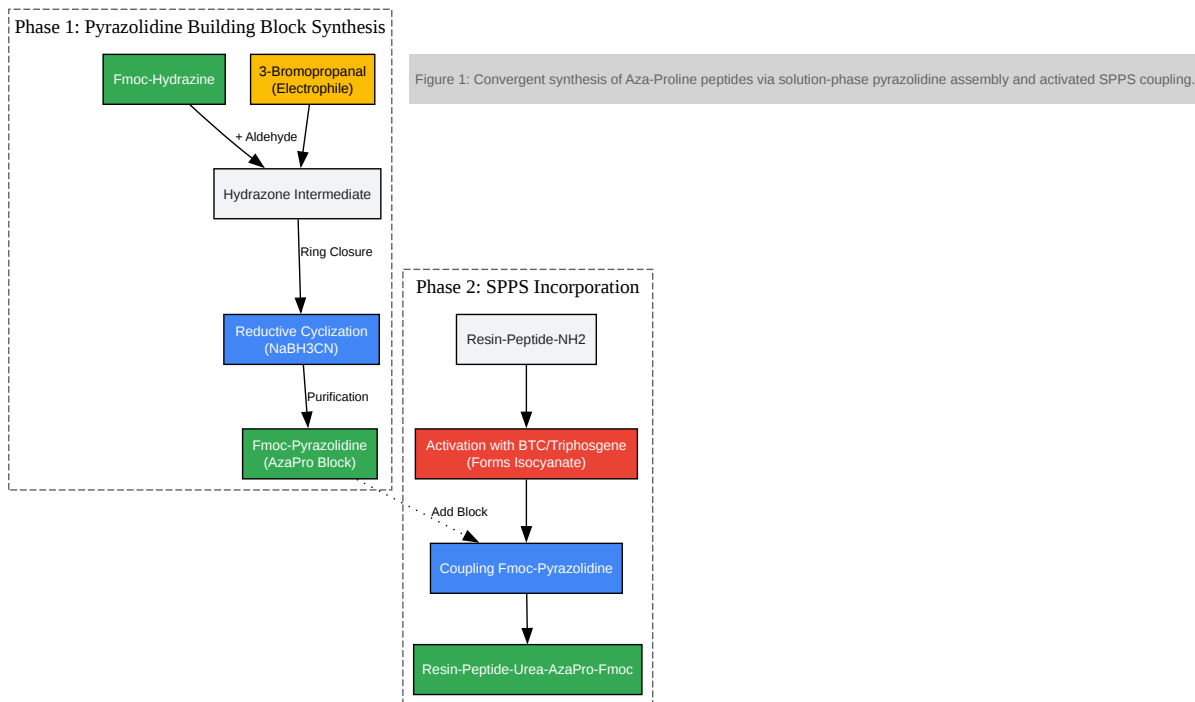 Phase 1: Pyrazolidine Building Block Synthesis
Fmoc-Hydrazine
3-Bromopropanal
(Electrophile)
Figure 1: Convergent synthesis of Aza-Proline peptides via solution-phase pyrazolidine assembly and activated SPPS coupling.
+ Aldehyde
Hydrazone Intermediate
Ring Closure
Reductive Cyclization
(NaBH3CN)
Purification
Fmoc-Pyrazolidine
(AzaPro Block)
Phase 2: SPPS Incorporation
Resin-Peptide-NH2
Activation with BTC/Triphosgene
(Forms Isocyanate)
Add Block
Coupling Fmoc-Pyrazolidine
Resin-Peptide-Urea-AzaPro-Fmoc